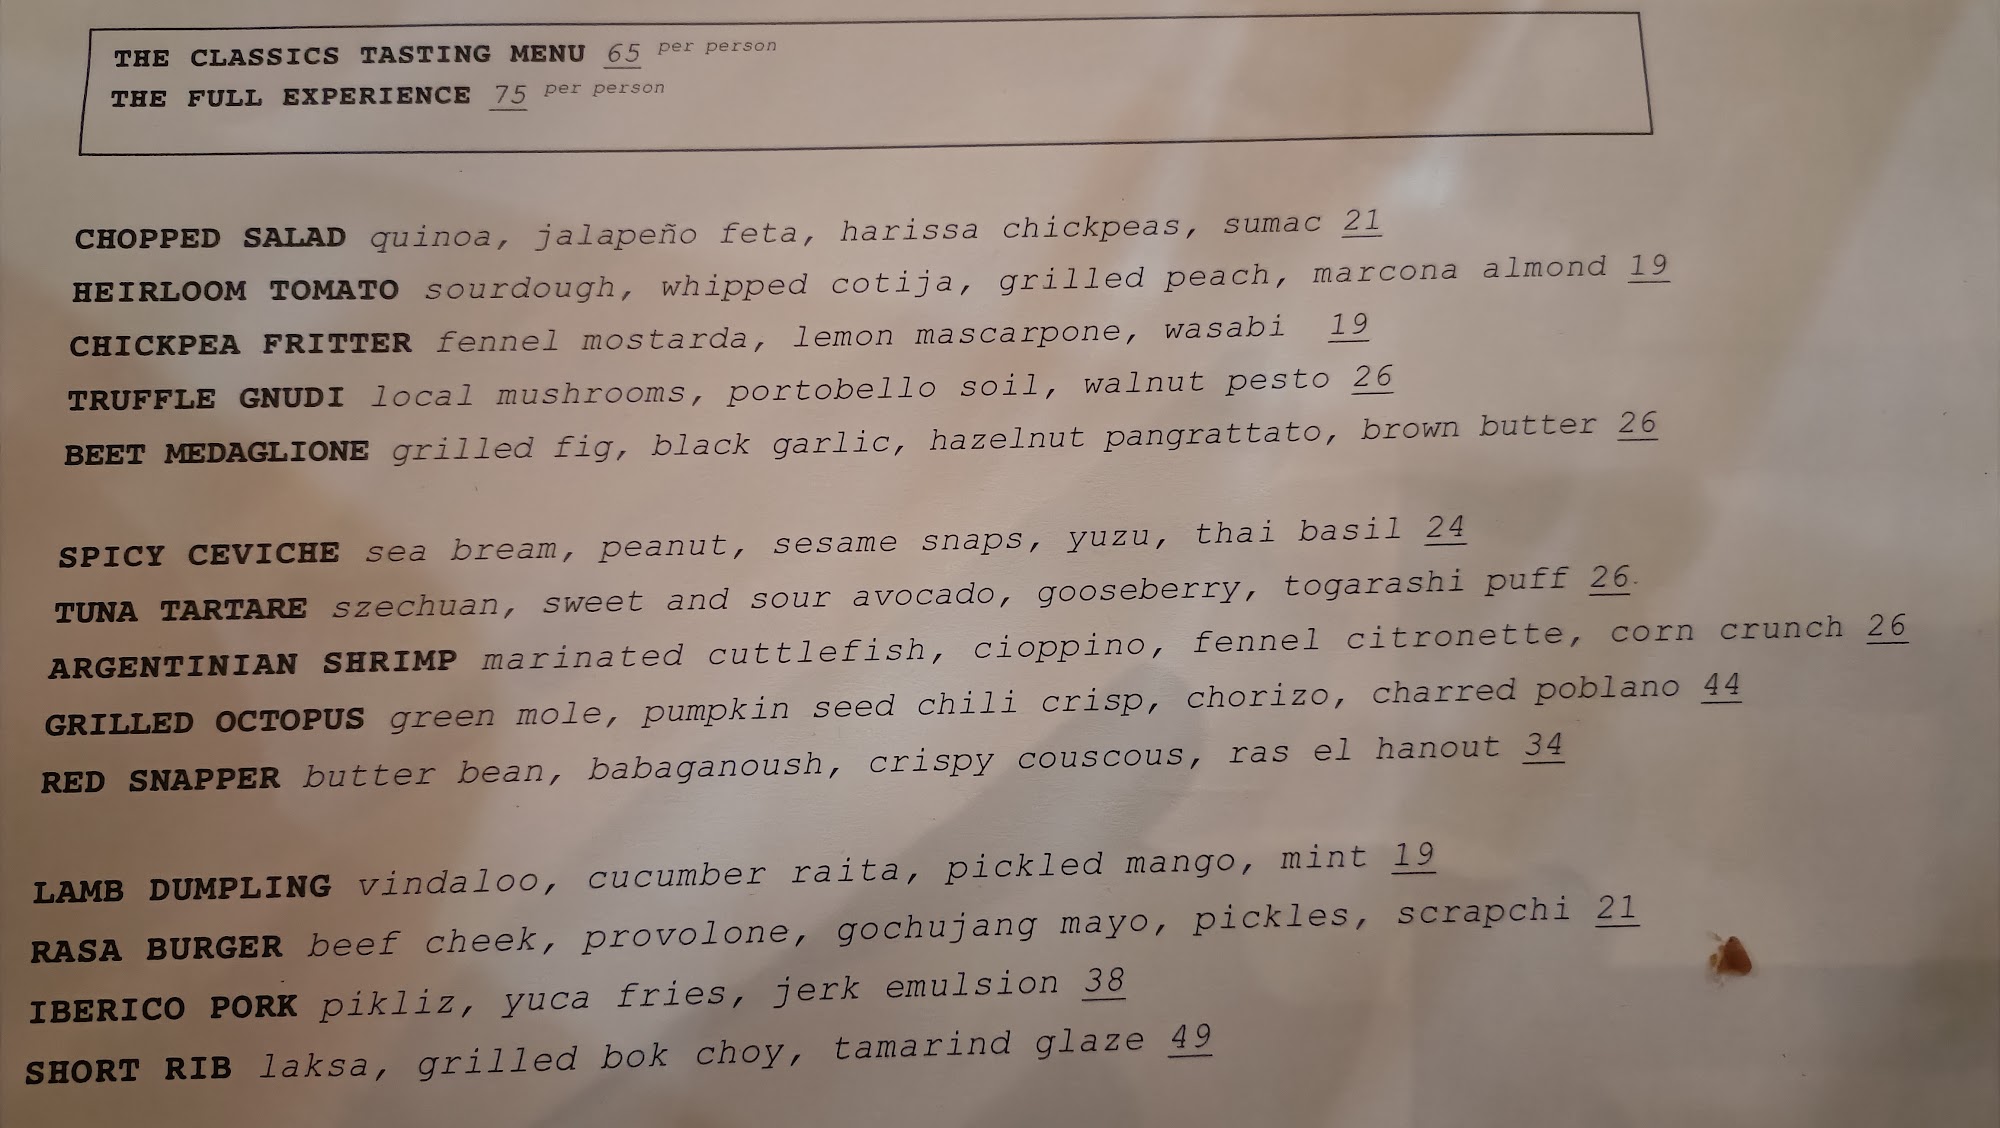 THE CLASSICS TASTING MENU 65 per person
THE FULL EXPERIENCE 75 per person
CHOPPED SALAD quinoa, jalapeño feta, harissa chickpeas, sumac 21
HEIRLOOM TOMATO sourdough, whipped cotija, grilled peach, marcona almond 19
CHICKPEA FRITTER fennel mostarda, lemon mascarpone, wasabi 19
TRUFFLE GNUDI local mushrooms, portobello soil, walnut pesto 26
BEET MEDAGLIONE grilled fig, black garlic, hazelnut pangrattato, brown butter 26
SPICY CEVICHE sea bream, peanut, sesame snaps, yuzu, thai basil 24
TUNA TARTARE szechuan, sweet and sour avocado, gooseberry, togarashi puff 26
ARGENTINIAN SHRIMP marinated cuttlefish, cioppino, fennel citronette, corn crunch 26
GRILLED OCTOPUS green mole, pumpkin seed chili crisp, chorizo, charred poblano 44
RED SNAPPER butter bean, babaganoush, crispy couscous, ras el hanout 34
LAMB DUMPLING vindaloo, cucumber raita, pickled mango, mint 19
RASA BURGER beef cheek, provolone, gochujang mayo, pickles, scrapchi 21
IBERICO PORK pikliz, yuca fries, jerk emulsion 38
SHORT RIB laksa, grilled bok choy, tamarind glaze 49